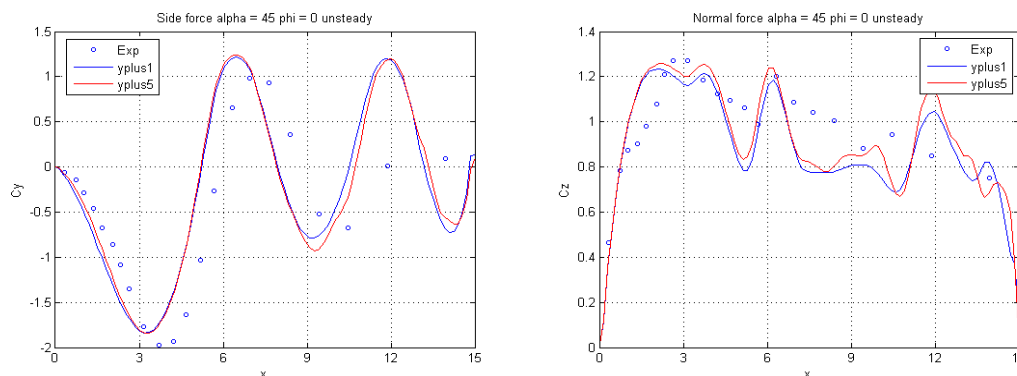 Side force alpha = 45 phi = 0 unsteady
1.5
1
0.5
0
-0.5
-1
-1.5
-2
Cy
Exp
yplus1
yplus5
0 3 6 9 12 15
x
Normal force alpha = 45 phi = 0 unsteady
1.4
1.2
1
0.8
0.6
0.4
0.2
0
Cz
Exp
yplus1
yplus5
0 3 6 9 12
x